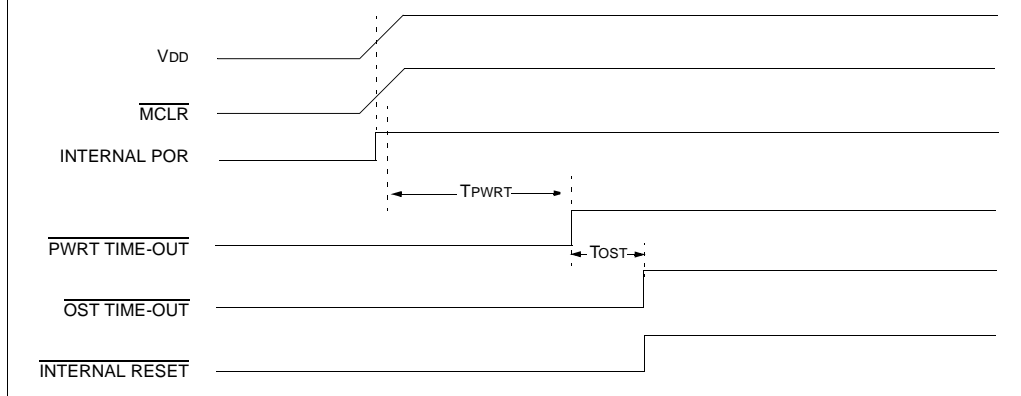 VDD
MCLR
INTERNAL POR
TPWRT
PWRT TIME-OUT
TOST
OST TIME-OUT
INTERNAL RESET